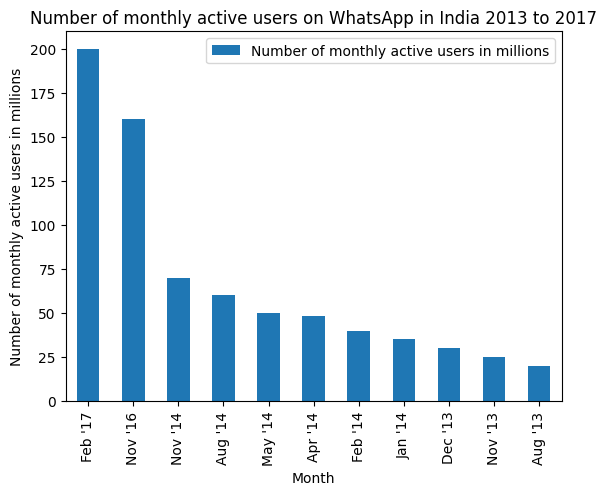 Number of monthly active users on WhatsApp in India 2013 to 2017
Number of monthly active users in millions
Number of monthly active users in millions
200
175
150
125
100
75
50
25
0
Feb '17
Nov '16
Nov '14
Aug '14
May '14
Apr '14
Feb '14
Jan '14
Dec '13
Nov '13
Aug '13
Month